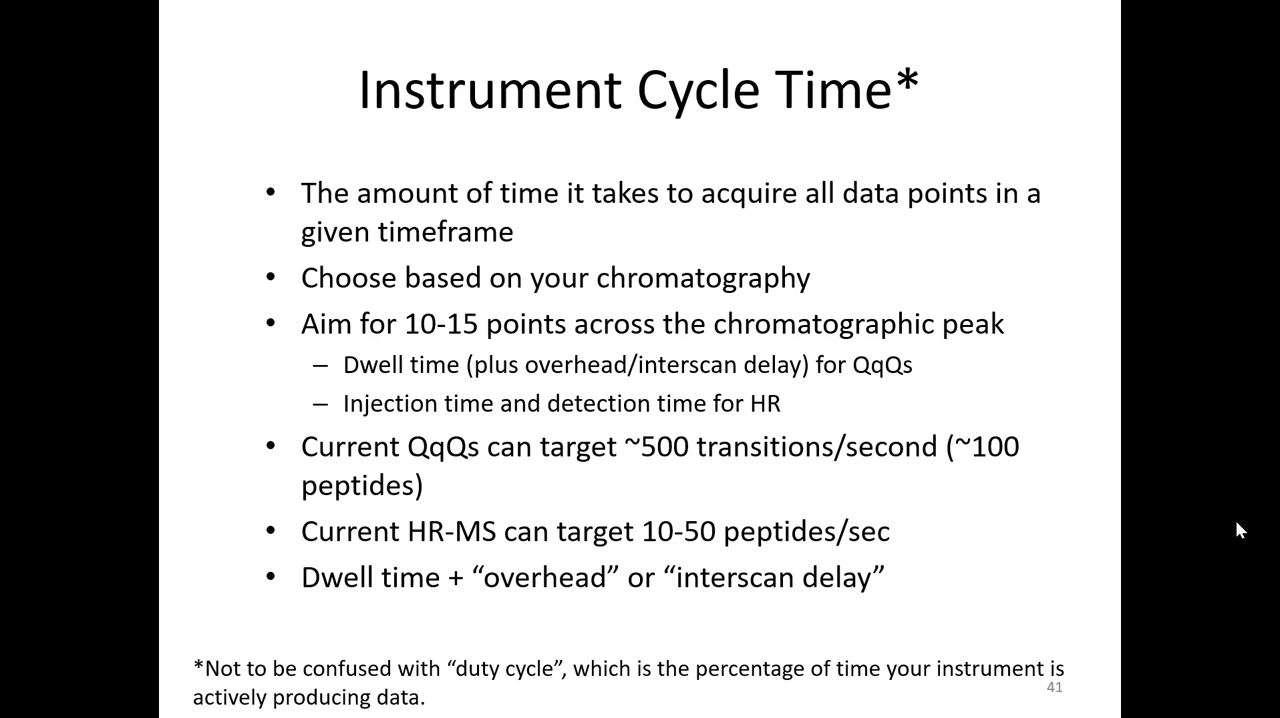 Instrument Cycle Time*
• The amount of time it takes to acquire all data points in a
given timeframe
• Choose based on your chromatography
• Aim for 10-15 points across the chromatographic peak
– Dwell time (plus overhead/interscan delay) for QqQs
– Injection time and detection time for HR
• Current QqQs can target ~500 transitions/second (~100
peptides)
• Current HR-MS can target 10-50 peptides/sec
• Dwell time + “overhead” or “interscan delay”
*Not to be confused with “duty cycle”, which is the percentage of time your instrument is
actively producing data.
41